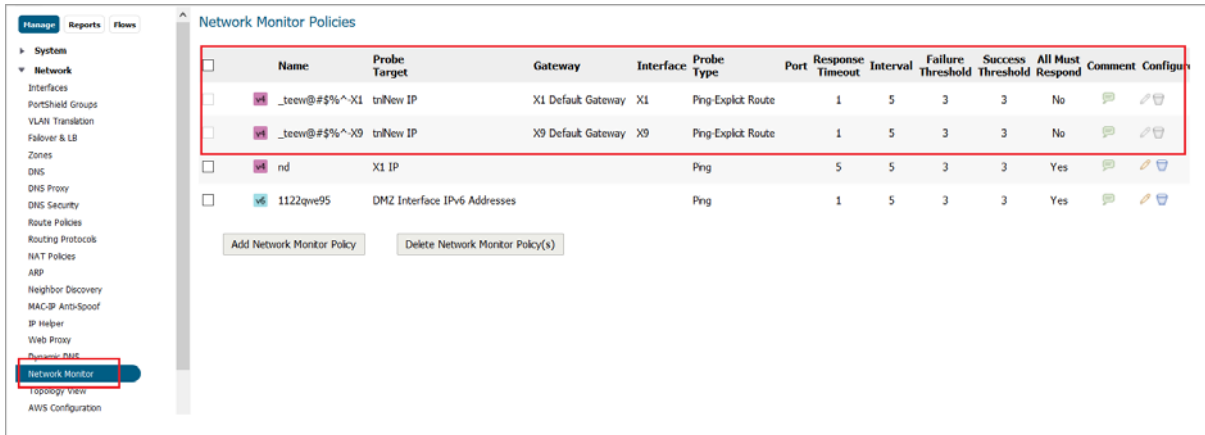 Manage Reports Flows
Network Monitor Policies
System
Network
Interfaces
PortShield Groups
VLAN Translation
Failover & LB
Zones
DNS
DNS Proxy
DNS Security
Route Policies
Routing Protocols
NAT Policies
ARP
Neighbor Discovery
MAC-IP Anti-Spoof
IP Helper
Web Proxy
Dynamic DNS
Network Monitor
Topology View
AWS Configuration
Name Probe Target Gateway Interface Probe Type Port Response Timeout Interval Failure Threshold Success Threshold All Must Respond Comment Configure
v4 _teew@#$%^-X1 tnlNew IP X1 Default Gateway X1 Ping-Explicit Route 1 5 3 3 No
v4 _teew@#$%^-X9 tnlNew IP X9 Default Gateway X9 Ping-Explicit Route 1 5 3 3 No
v4 nd X1 IP Ping 5 5 3 3 Yes
v6 1122qwe95 DMZ Interface IPv6 Addresses Ping 1 5 3 3 Yes
Add Network Monitor Policy Delete Network Monitor Policy(s)